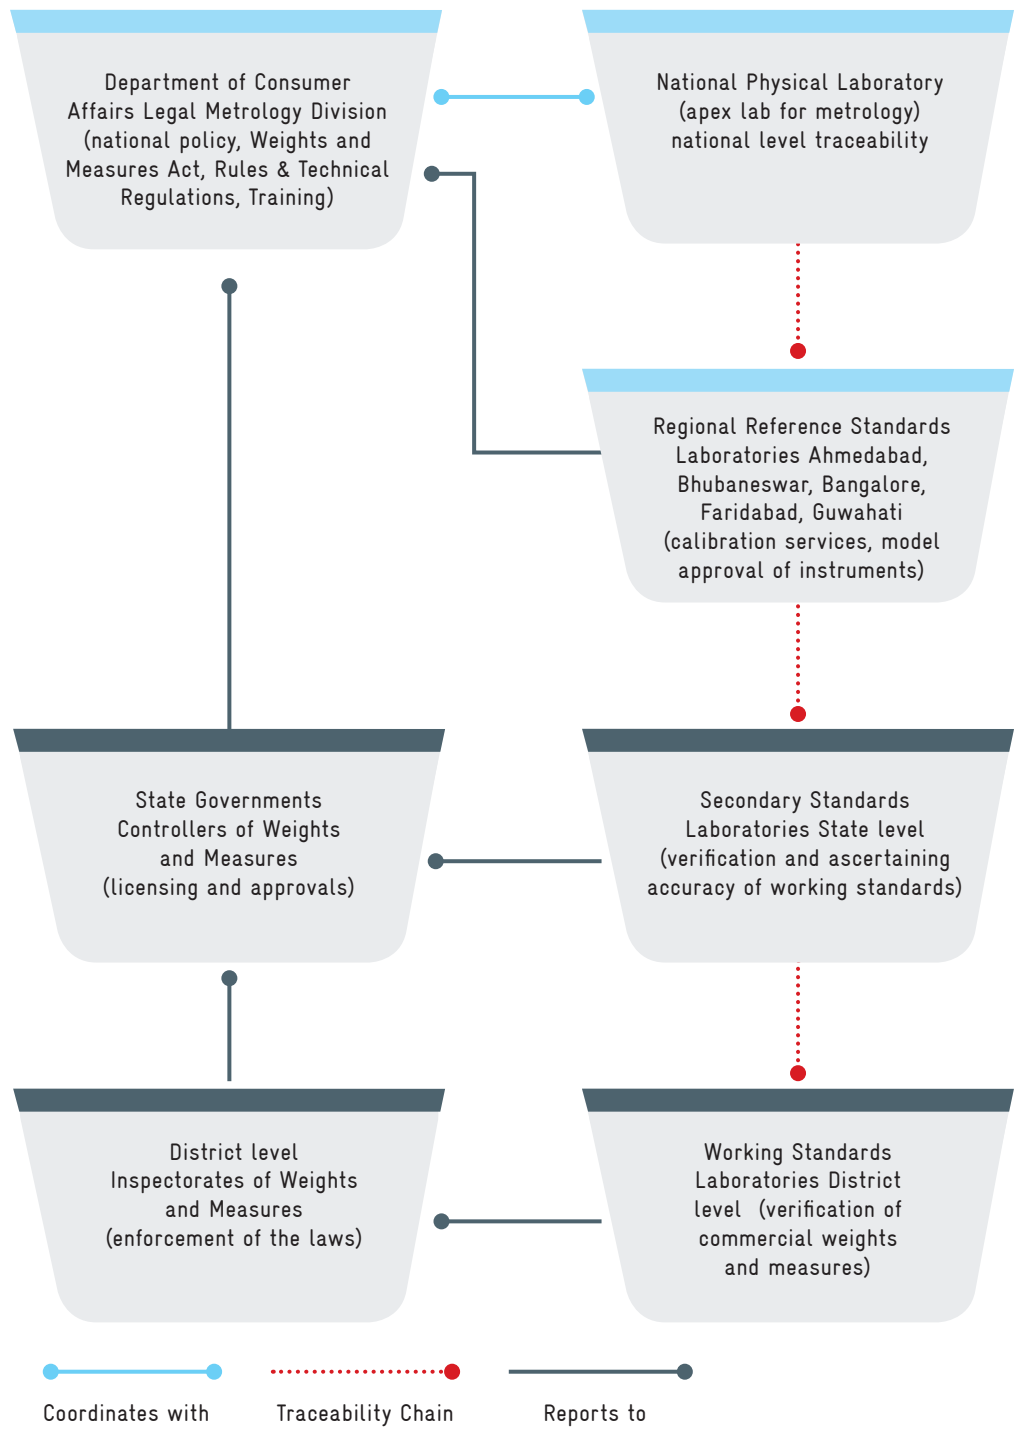 Department of Consumer
Affairs Legal Metrology Division
(national policy, Weights and
Measures Act, Rules & Technical
Regulations, Training)
National Physical Laboratory
(apex lab for metrology)
national level traceability
Regional Reference Standards
Laboratories Ahmedabad,
Bhubaneswar, Bangalore,
Faridabad, Guwahati
(calibration services, model
approval of instruments)
State Governments
Controllers of Weights
and Measures
(licensing and approvals)
Secondary Standards
Laboratories State level
(verification and ascertaining
accuracy of working standards)
District level
Inspectorates of Weights
and Measures
(enforcement of the laws)
Working Standards
Laboratories District
level (verification of
commercial weights
and measures)
Coordinates with
Traceability Chain
Reports to